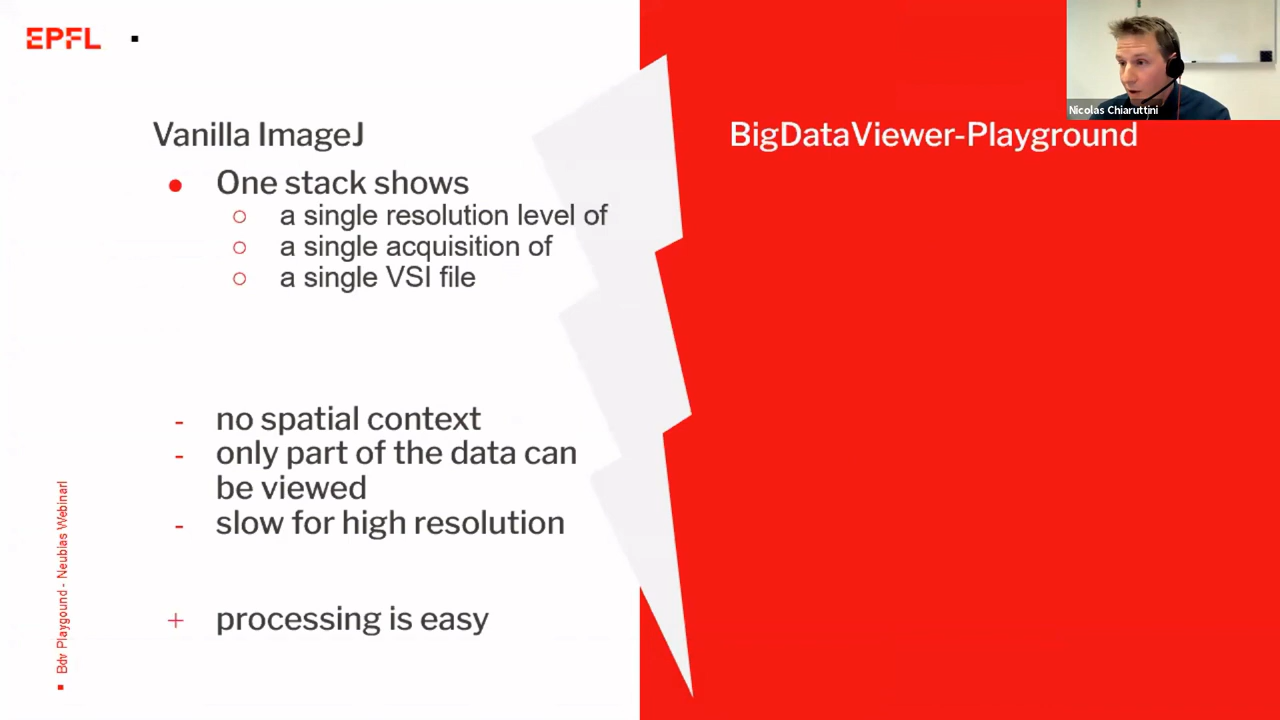 EPFL
Nicolas Chiaruttini
Vanilla ImageJ
One stack shows
a single resolution level of
a single acquisition of
a single VSI file
- no spatial context
- only part of the data can
be viewed
- slow for high resolution
+ processing is easy
BigDataViewer-Playground
Bdv Playgound - Neubias Webinarl